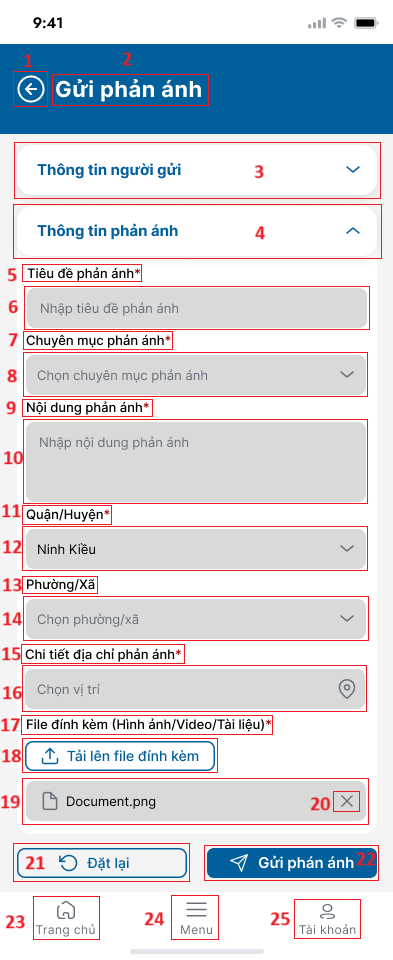 9:41
1 2
Gửi phản ánh
Thông tin người gửi 3
Thông tin phản ánh 4
5 Tiêu đề phản ánh*
6 Nhập tiêu đề phản ánh
7 Chuyên mục phản ánh*
8 Chọn chuyên mục phản ánh
9 Nội dung phản ánh*
10 Nhập nội dung phản ánh
11 Quận/Huyện*
12 Ninh Kiều
13 Phường/Xã
14 Chọn phường/xã
15 Chi tiết địa chỉ phản ánh*
16 Chọn vị trí
17 File đính kèm (Hình ảnh/Video/Tài liệu)*
18 Tải lên file đính kèm
19 Document.png 20
21 Đặt lại Gửi phán ánh 22
23 Trang chủ 24 Menu 25 Tài khoản